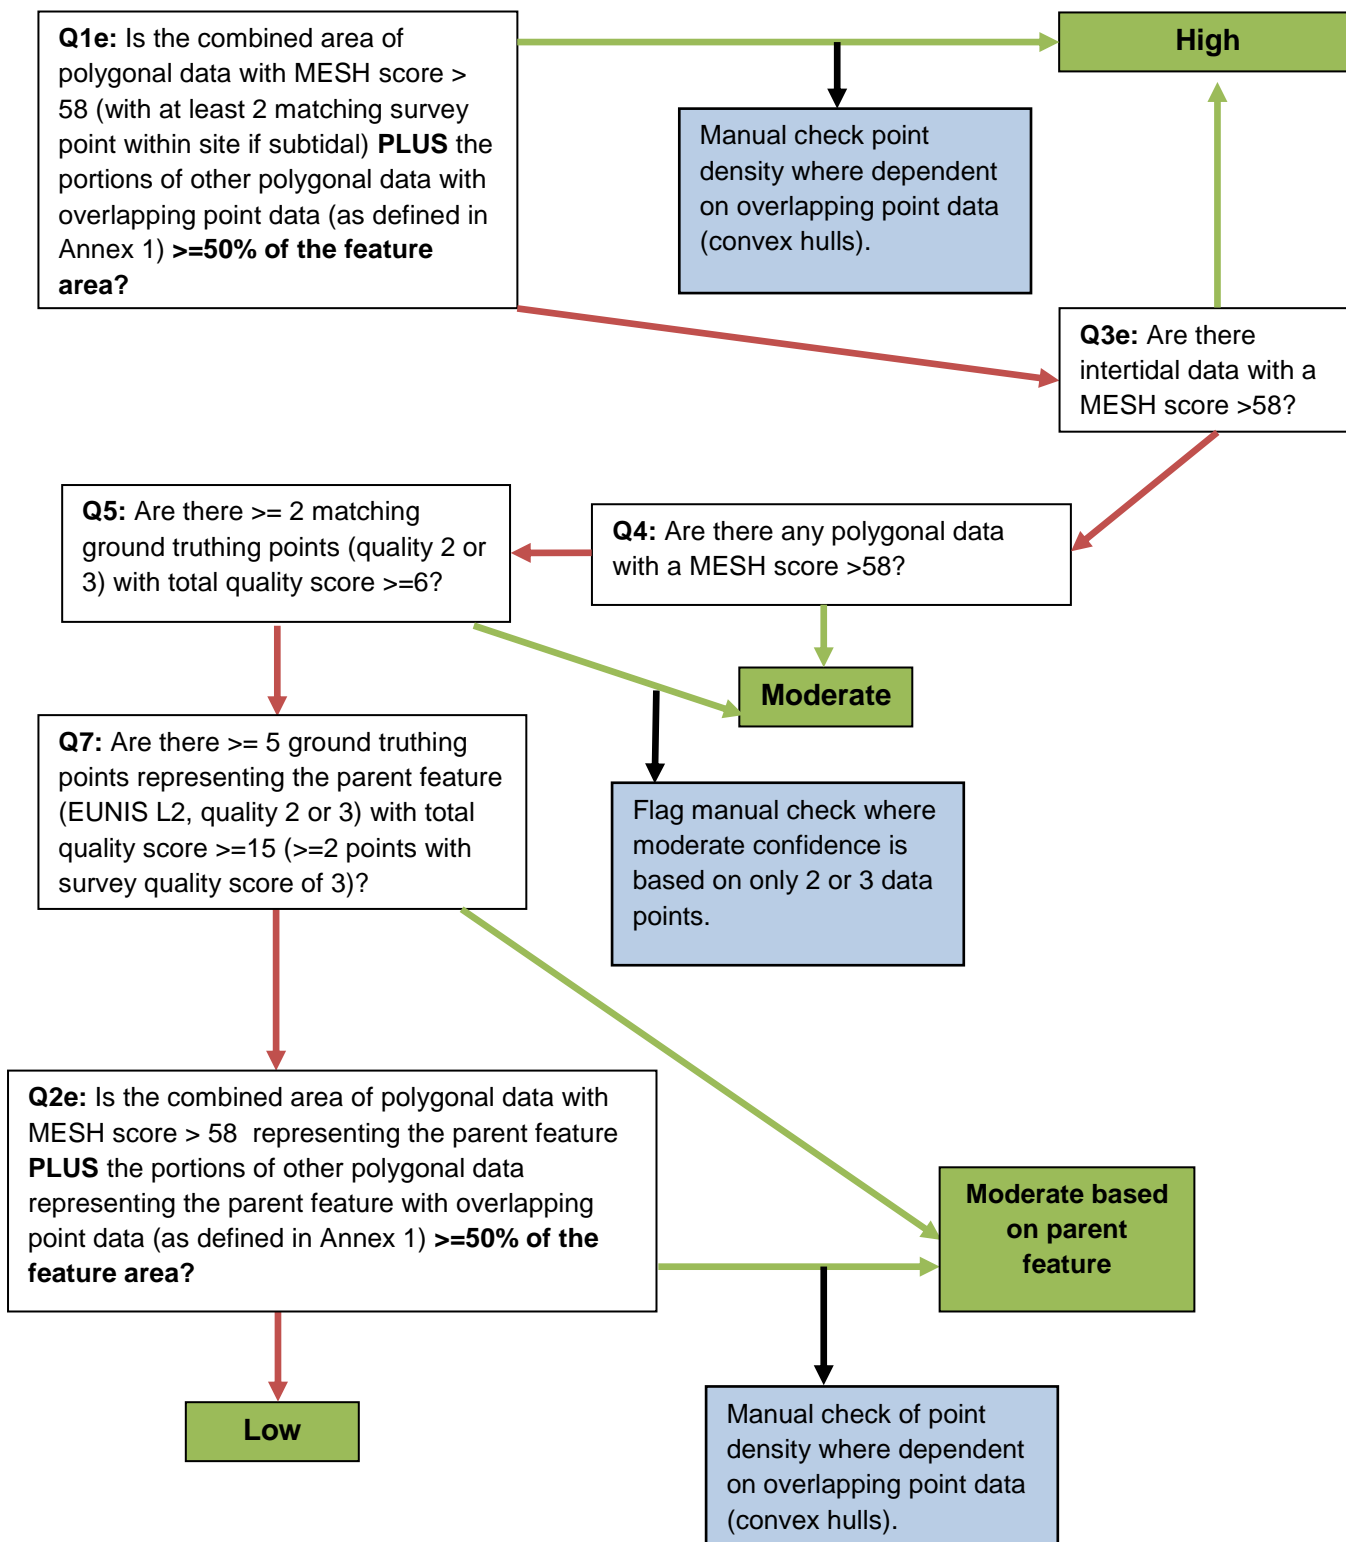 Q1e: Is the combined area of
polygonal data with MESH score >
58 (with at least 2 matching survey
point within site if subtidal) PLUS the
portions of other polygonal data with
overlapping point data (as defined in
Annex 1) >=50% of the feature
area?
High
Manual check point
density where dependent
on overlapping point data
(convex hulls).
Q3e: Are there
intertidal data with a
MESH score >58?
Q4: Are there any polygonal data
with a MESH score >58?
Q5: Are there >= 2 matching
ground truthing points (quality 2 or
3) with total quality score >=6?
Moderate
Flag manual check where
moderate confidence is
based on only 2 or 3 data
points.
Q7: Are there >= 5 ground truthing
points representing the parent feature
(EUNIS L2, quality 2 or 3) with total
quality score >=15 (>=2 points with
survey quality score of 3)?
Q2e: Is the combined area of polygonal data with
MESH score > 58  representing the parent feature
PLUS the portions of other polygonal data
representing the parent feature with overlapping
point data (as defined in Annex 1) >=50% of the
feature area?
Moderate based
on parent
feature
Manual check of point
density where dependent
on overlapping point data
(convex hulls).
Low